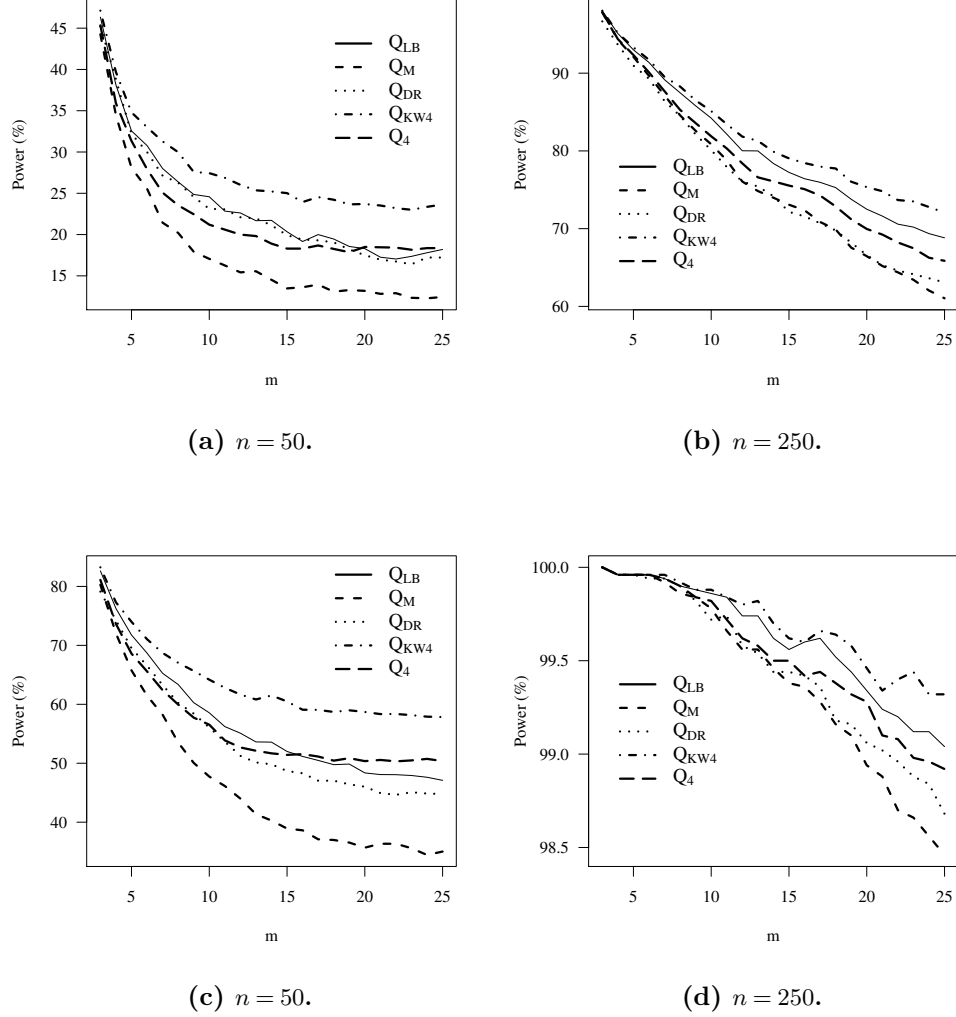 Power (%)
45
40
35
30
25
20
15
5
10
15
20
25
m
Q_LB
Q_M
Q_DR
Q_KW4
Q_4
(a) n = 50.
Power (%)
90
80
70
60
5
10
15
20
25
m
Q_LB
Q_M
Q_DR
Q_KW4
Q_4
(b) n = 250.
Power (%)
80
70
60
50
40
5
10
15
20
25
m
Q_LB
Q_M
Q_DR
Q_KW4
Q_4
(c) n = 50.
Power (%)
100.0
99.5
99.0
98.5
5
10
15
20
25
m
Q_LB
Q_M
Q_DR
Q_KW4
Q_4
(d) n = 250.